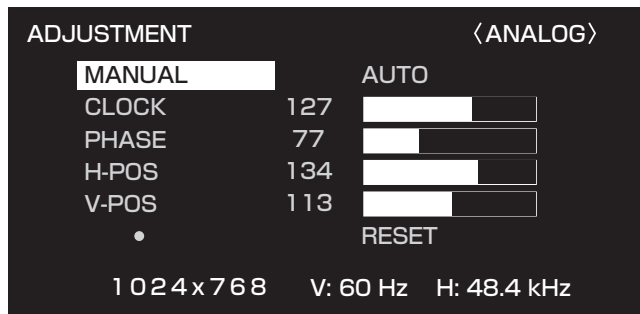 ADJUSTMENT 〈ANALOG〉
MANUAL AUTO
CLOCK 127
PHASE 77
H-POS 134
V-POS 113
RESET
1024x768 V: 60 Hz H: 48.4 kHz